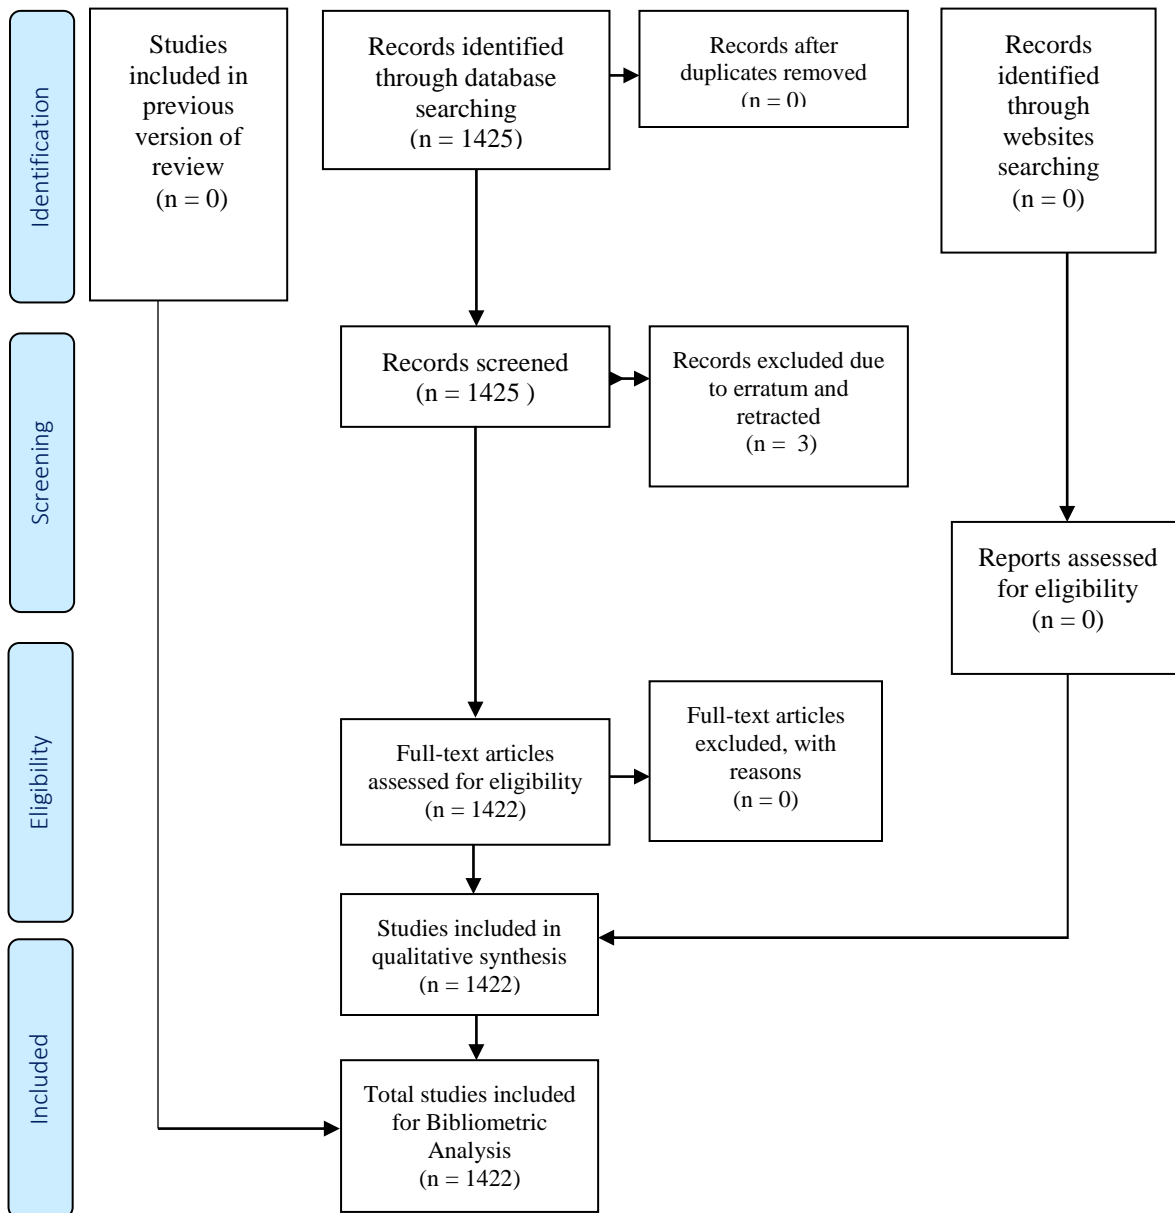 Identification
Studies
included in
previous
version of
review
(n = 0)
Records identified
through database
searching
(n = 1425)
Records after
duplicates removed
(n = 0)
Records
identified
through
websites
searching
(n = 0)
Screening
Records screened
(n = 1425 )
Records excluded due
to erratum and
retracted
(n =  3)
Reports assessed
for eligibility
(n = 0)
Eligibility
Full-text articles
assessed for eligibility
(n = 1422)
Full-text articles
excluded, with
reasons
(n = 0)
Studies included in
qualitative synthesis
(n = 1422)
Included
Total studies included
for Bibliometric
Analysis
(n = 1422)